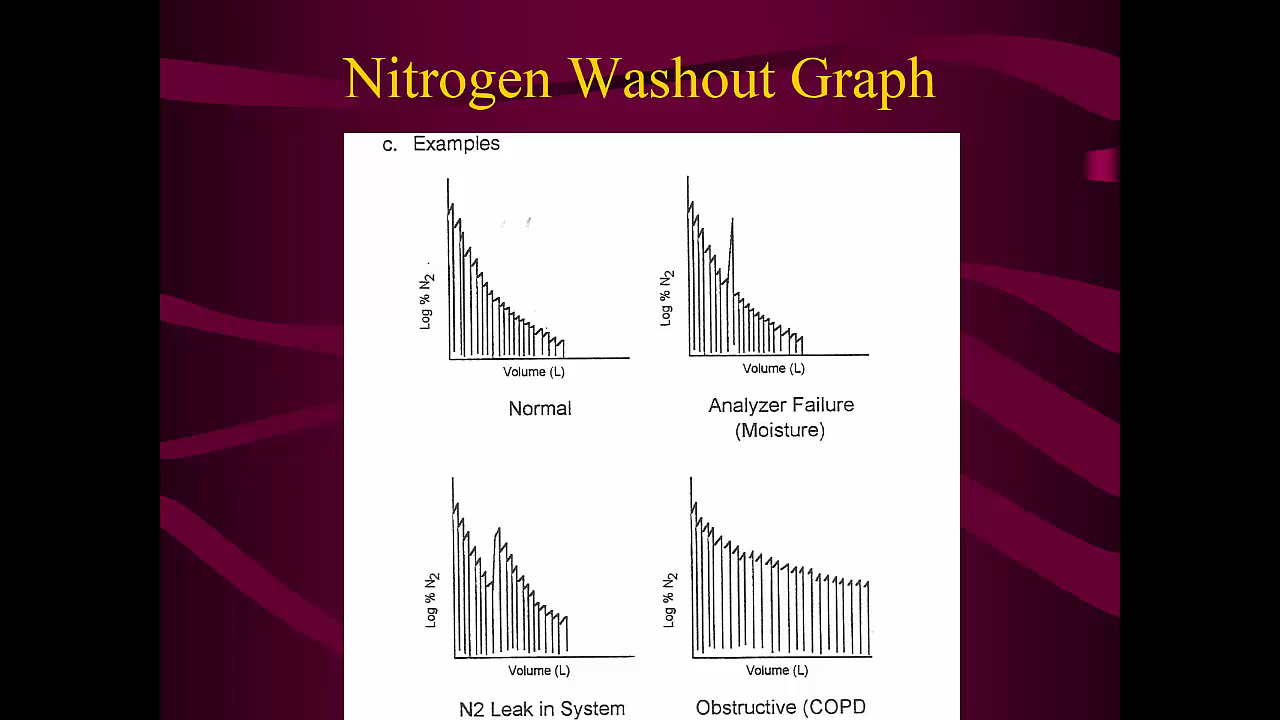 Nitrogen Washout Graph
c. Examples
Log % N2
Volume (L)
Normal
Log % N2
Volume (L)
Analyzer Failure
(Moisture)
Log % N2
Volume (L)
N2 Leak in System
Log % N2
Volume (L)
Obstructive (COPD